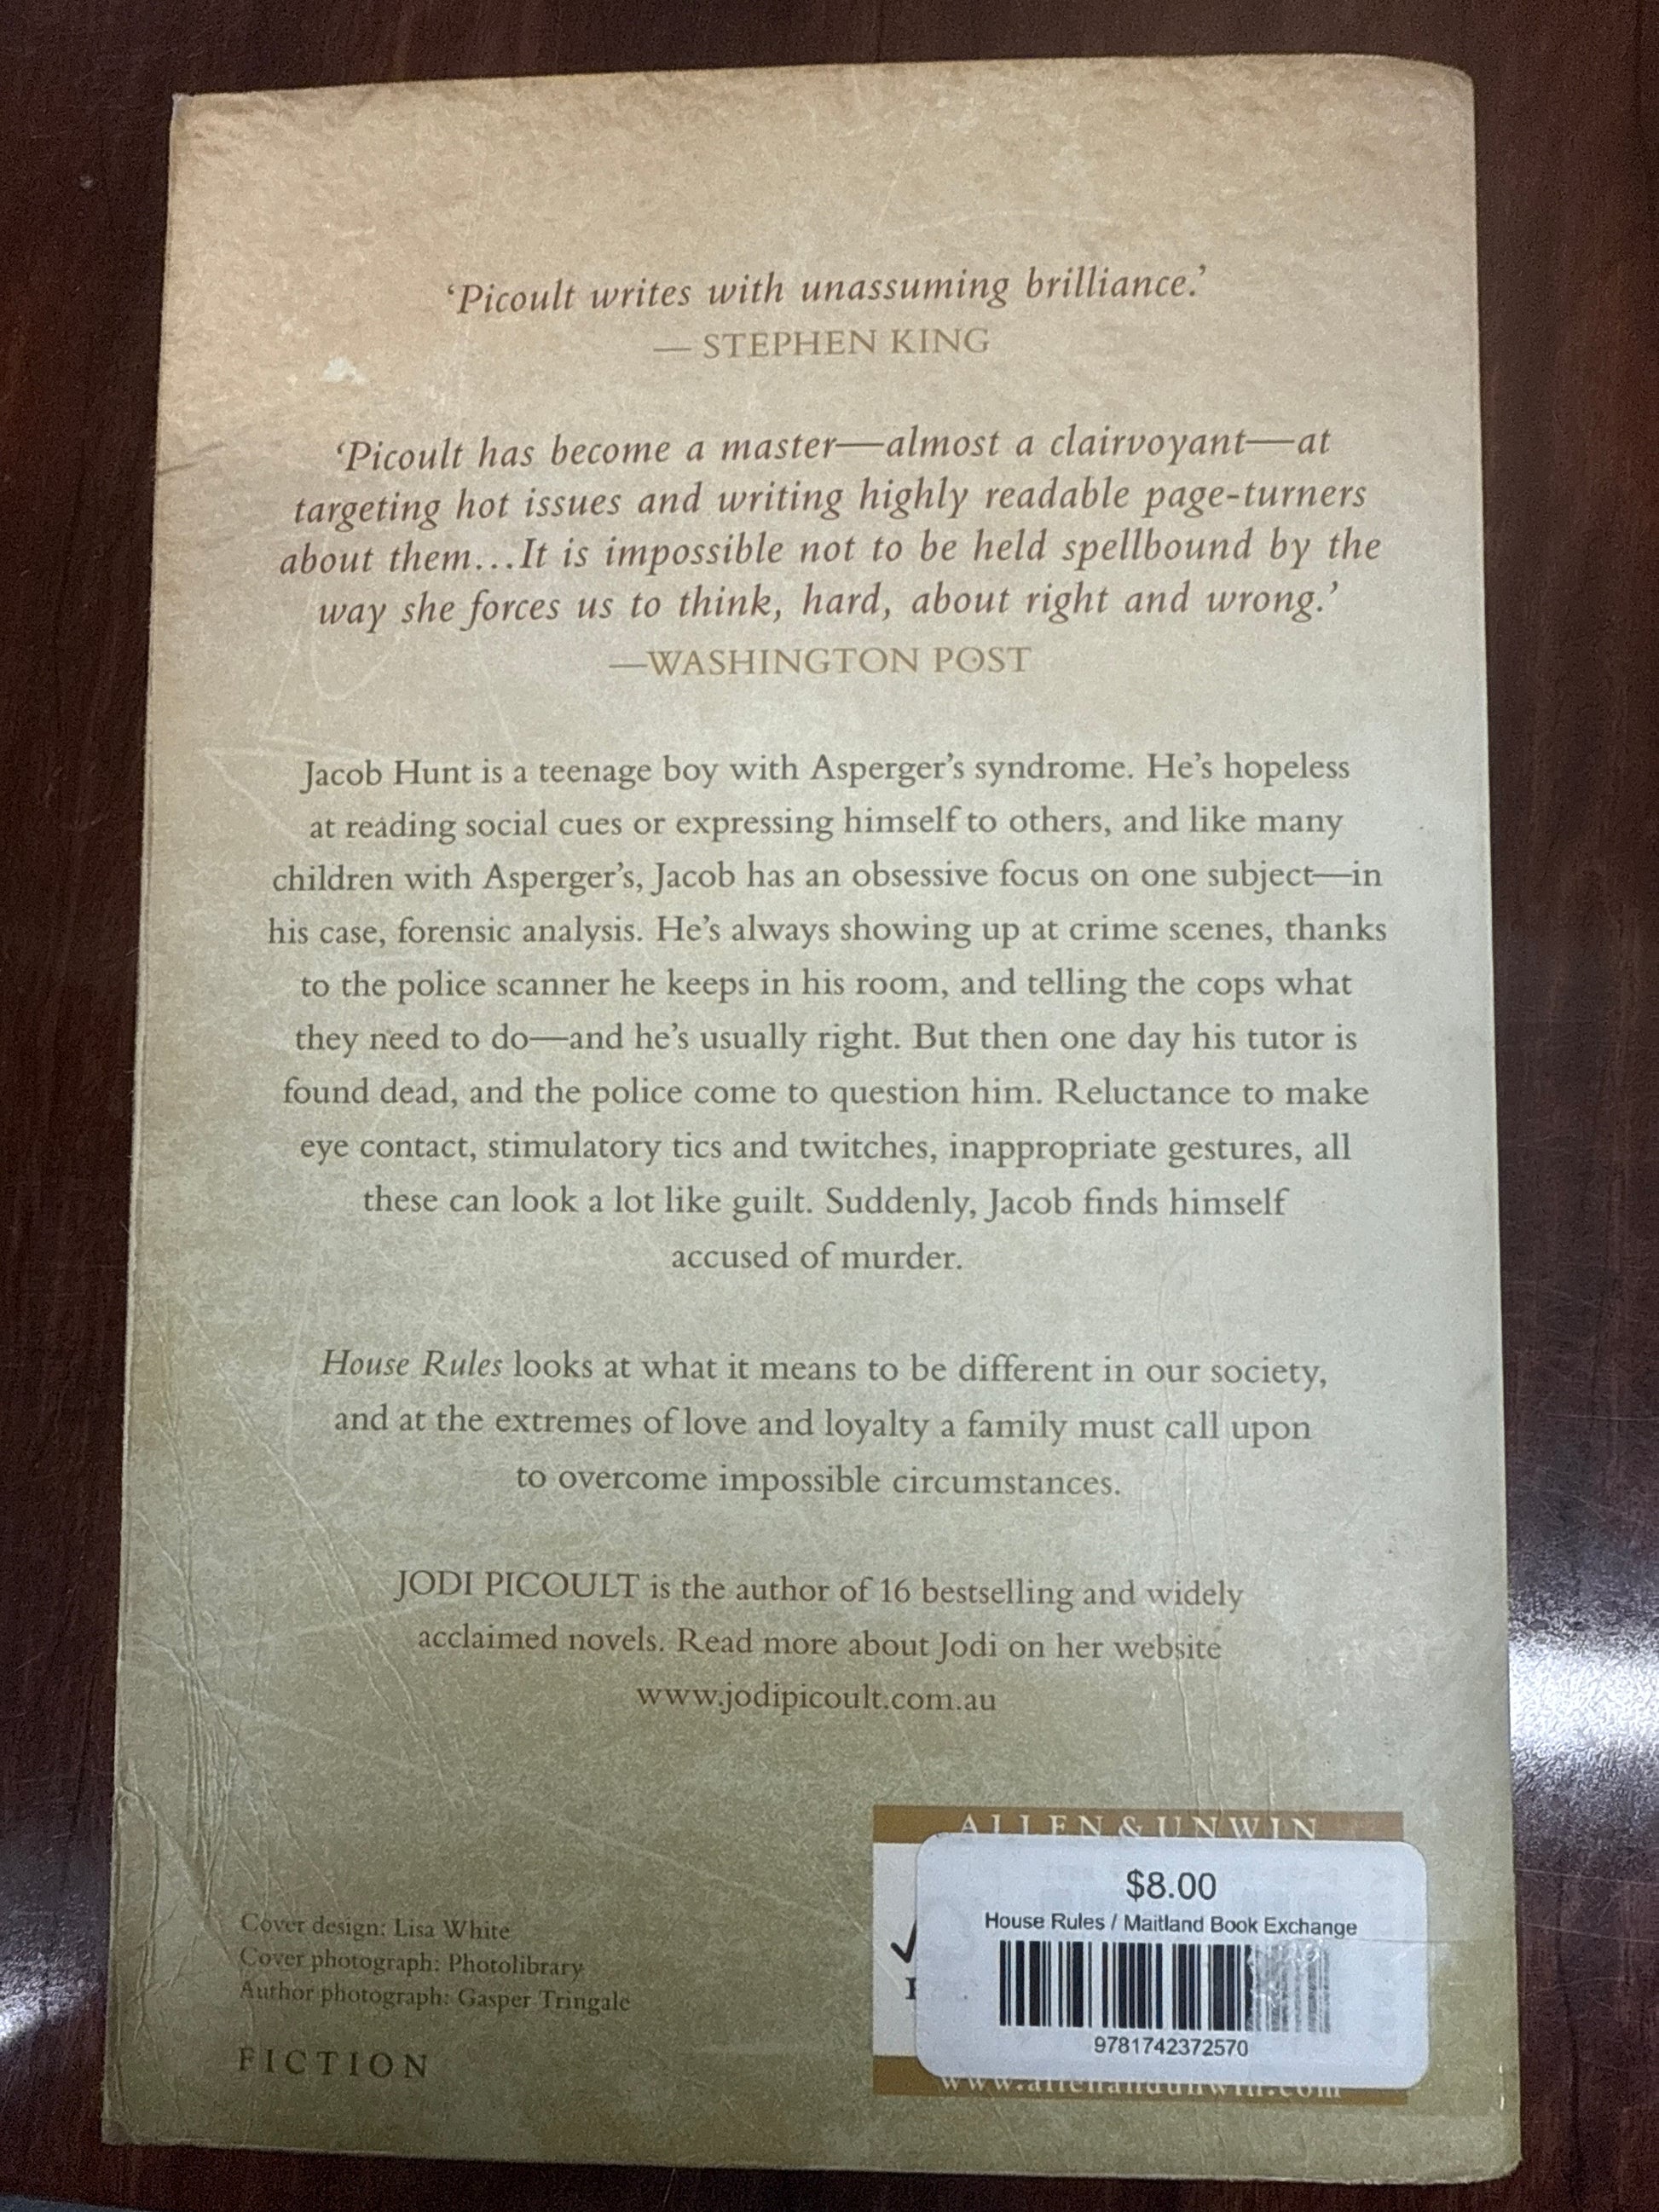 ‘Picoult writes with unassuming brilliance.’
— STEPHEN KING
‘Picoult has become a master—almost a clairvoyant—at
targeting hot issues and writing highly readable page-turners
about them...It is impossible not to be held spellbound by the
way she forces us to think, hard, about right and wrong.’
—WASHINGTON POST
Jacob Hunt is a teenage boy with Asperger’s syndrome. He’s hopeless
at reading social cues or expressing himself to others, and like many
children with Asperger’s, Jacob has an obsessive focus on one subject—in
his case, forensic analysis. He’s always showing up at crime scenes, thanks
to the police scanner he keeps in his room, and telling the cops what
they need to do—and he’s usually right. But then one day his tutor is
found dead, and the police come to question him. Reluctance to make
eye contact, stimulatory tics and twitches, inappropriate gestures, all
these can look a lot like guilt. Suddenly, Jacob finds himself
accused of murder.
House Rules looks at what it means to be different in our society,
and at the extremes of love and loyalty a family must call upon
to overcome impossible circumstances.
JODI PICOULT is the author of 16 bestselling and widely
acclaimed novels. Read more about Jodi on her website
www.jodipicoult.com.au
Cover design: Lisa White
Cover photograph: Photolibrary
Author photograph: Gasper Tringale
FICTION
ALLEN & UNWIN
$8.00
House Rules / Maitland Book Exchange
9781742372570
www.allenandunwin.com